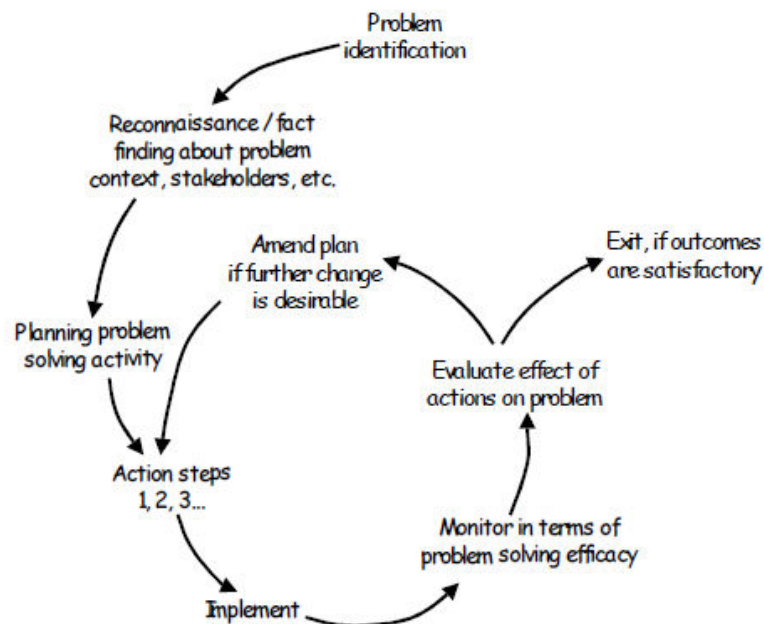 Problem
identification
Reconnaissance / fact
finding about problem
context, stakeholders, etc.
Amend plan
if further change
is desirable
Exit, if outcomes
are satisfactory
Planning problem
solving activity
Evaluate effect of
actions on problem
Action steps
1, 2, 3...
Monitor in terms of
problem solving efficacy
Implement